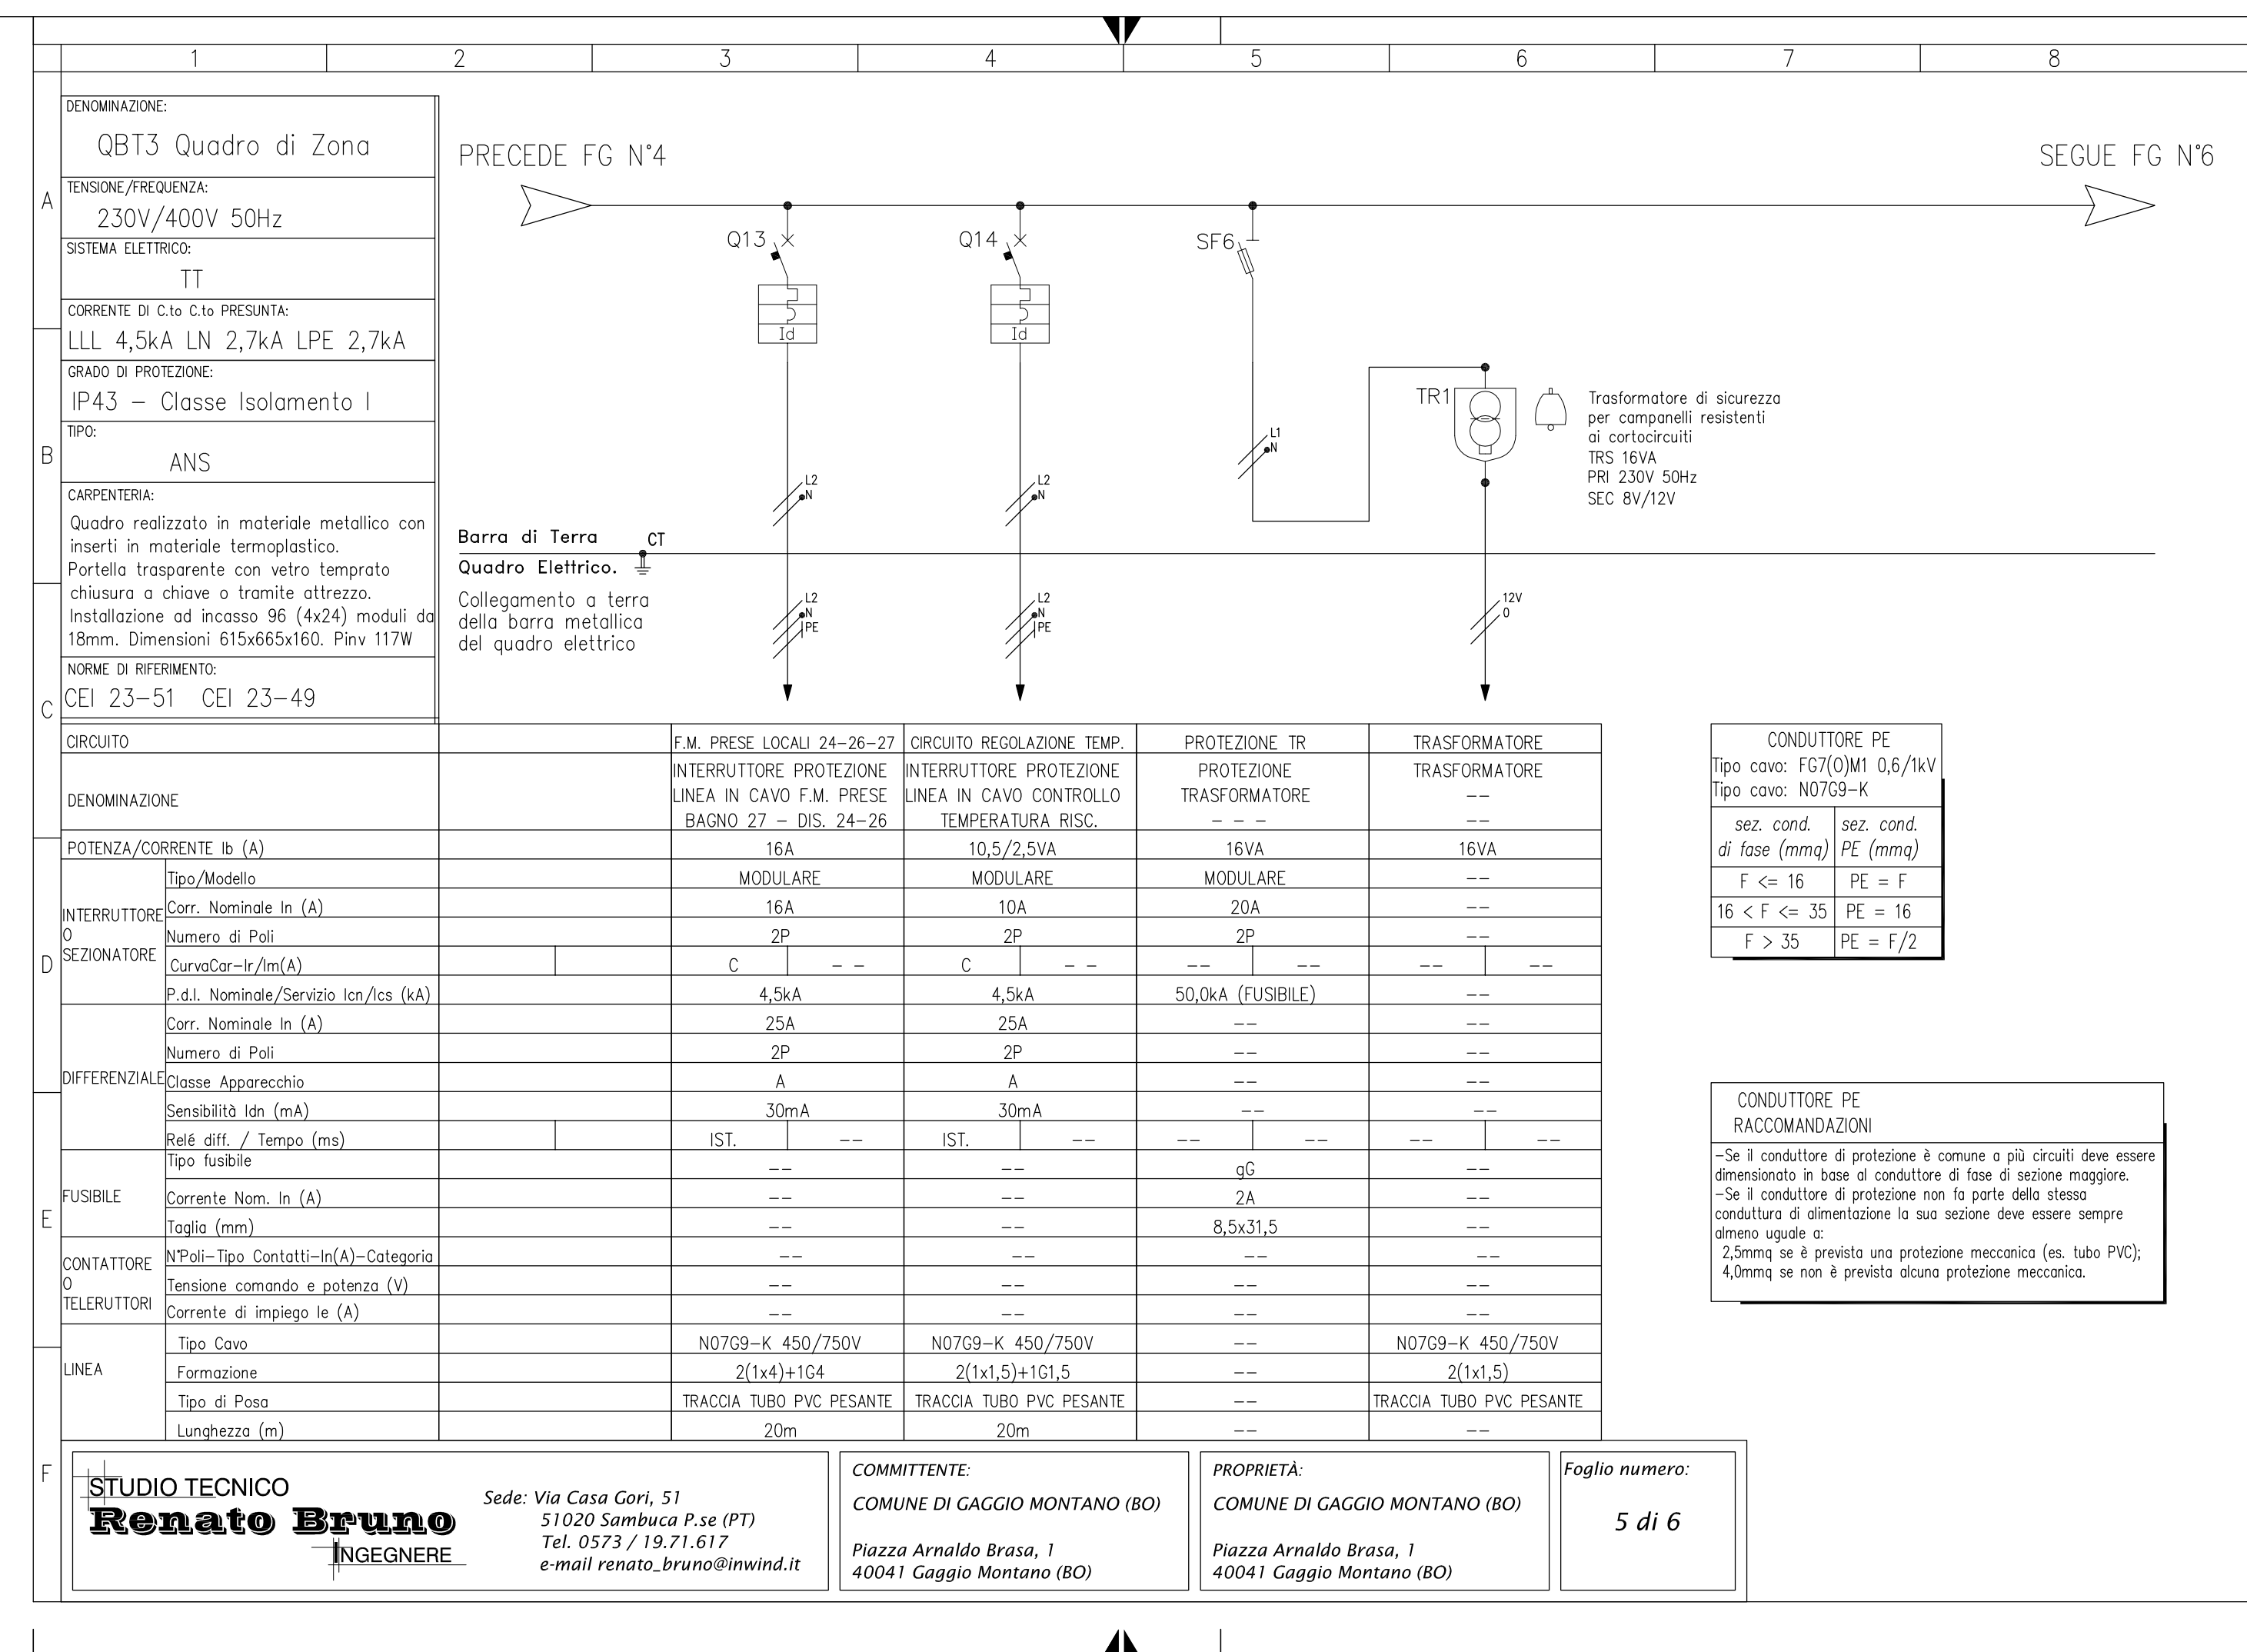 1 2 3 4 5 6 7 8
A
B
C
D
E
F
DENOMINAZIONE:
QBT3 Quadro di Zona
TENSIONE/FREQUENZA:
230V/400V 50Hz
SISTEMA ELETTRICO:
TT
CORRENTE DI C.to C.to PRESUNTA:
LLL 4,5kA LN 2,7kA LPE 2,7kA
GRADO DI PROTEZIONE:
IP43 – Classe Isolamento I
TIPO:
ANS
CARPENTERIA:
Quadro realizzato in materiale metallico con
inserti in materiale termoplastico.
Portella trasparente con vetro temprato
chiusura a chiave o tramite attrezzo.
Installazione ad incasso 96 (4x24) moduli da
18mm. Dimensioni 615x665x160. Pinv 117W
NORME DI RIFERIMENTO:
CEI 23–51 CEI 23–49
PRECEDE FG N°4
SEGUE FG N°6
Q13
Id
L2
N
L2
N
PE
Q14
Id
L2
N
L2
N
PE
SF6
L1
N
TR1
12V
0
Trasformatore di sicurezza
per campanelli resistenti
ai cortocircuiti
TRS 16VA
PRI 230V 50Hz
SEC 8V/12V
Barra di Terra CT
Quadro Elettrico.
Collegamento a terra
della barra metallica
del quadro elettrico
CIRCUITO F.M. PRESE LOCALI 24–26–27 CIRCUITO REGOLAZIONE TEMP. PROTEZIONE TR TRASFORMATORE
DENOMINAZIONE
INTERRUTTORE PROTEZIONE INTERRUTTORE PROTEZIONE PROTEZIONE TRASFORMATORE
LINEA IN CAVO F.M. PRESE LINEA IN CAVO CONTROLLO TRASFORMATORE ––
BAGNO 27 – DIS. 24–26 TEMPERATURA RISC. – – – ––
POTENZA/CORRENTE Ib (A) 16A 10,5/2,5VA 16VA 16VA
INTERRUTTORE
O
SEZIONATORE
Tipo/Modello MODULARE MODULARE MODULARE ––
Corr. Nominale In (A) 16A 10A 20A ––
Numero di Poli 2P 2P 2P ––
CurvaCar–Ir/Im(A) C – – C – – –– –– –– ––
P.d.I. Nominale/Servizio Icn/Ics (kA) 4,5kA 4,5kA 50,0kA (FUSIBILE) ––
DIFFERENZIALE
Corr. Nominale In (A) 25A 25A –– ––
Numero di Poli 2P 2P –– ––
Classe Apparecchio A A –– ––
Sensibilità Idn (mA) 30mA 30mA –– ––
Relé diff. / Tempo (ms) IST. –– IST. –– –– –– –– ––
FUSIBILE
Tipo fusibile –– –– gG ––
Corrente Nom. In (A) –– –– 2A ––
Taglia (mm) –– –– 8,5x31,5 ––
CONTATTORE
O
TELERUTTORI
N°Poli–Tipo Contatti–In(A)–Categoria –– –– –– ––
Tensione comando e potenza (V) –– –– –– ––
Corrente di impiego Ie (A) –– –– –– ––
LINEA
Tipo Cavo N07G9–K 450/750V N07G9–K 450/750V –– N07G9–K 450/750V
Formazione 2(1x4)+1G4 2(1x1,5)+1G1,5 –– 2(1x1,5)
Tipo di Posa TRACCIA TUBO PVC PESANTE TRACCIA TUBO PVC PESANTE –– TRACCIA TUBO PVC PESANTE
Lunghezza (m) 20m 20m –– ––
CONDUTTORE PE
Tipo cavo: FG7(O)M1 0,6/1kV
Tipo cavo: N07G9–K
sez. cond. sez. cond.
di fase (mmq) PE (mmq)
F <= 16 PE = F
16 < F <= 35 PE = 16
F > 35 PE = F/2
CONDUTTORE PE
RACCOMANDAZIONI
–Se il conduttore di protezione è comune a più circuiti deve essere
dimensionato in base al conduttore di fase di sezione maggiore.
–Se il conduttore di protezione non fa parte della stessa
conduttura di alimentazione la sua sezione deve essere sempre
almeno uguale a:
2,5mmq se è prevista una protezione meccanica (es. tubo PVC);
4,0mmq se non è prevista alcuna protezione meccanica.
STUDIO TECNICO
Renato Bruno
INGEGNERE
Sede: Via Casa Gori, 51
51020 Sambuca P.se (PT)
Tel. 0573 / 19.71.617
e-mail renato_bruno@inwind.it
COMMITTENTE:
COMUNE DI GAGGIO MONTANO (BO)
Piazza Arnaldo Brasa, 1
40041 Gaggio Montano (BO)
PROPRIETÀ:
COMUNE DI GAGGIO MONTANO (BO)
Piazza Arnaldo Brasa, 1
40041 Gaggio Montano (BO)
Foglio numero:
5 di 6